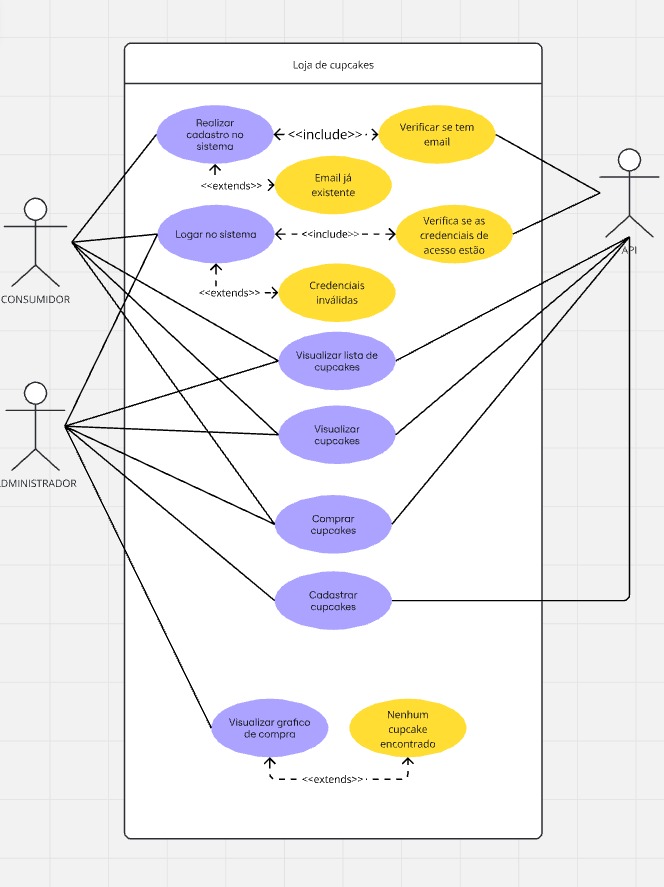 Loja de cupcakes
Realizar
cadastro no
sistema
<<include>>
Verificar se tem
email
<<extends>>
Email já
existente
Logar no sistema
<<include>>
Verifica se as
credenciais de
acesso estão
API
CONSUMIDOR
<<extends>>
Credenciais
inválidas
Visualizar lista de
cupcakes
Visualizar
cupcakes
DMINISTRADOR
Comprar
cupcakes
Cadastrar
cupcakes
Visualizar grafico
de compra
Nenhum
cupcake
encontrado
<<extends>>